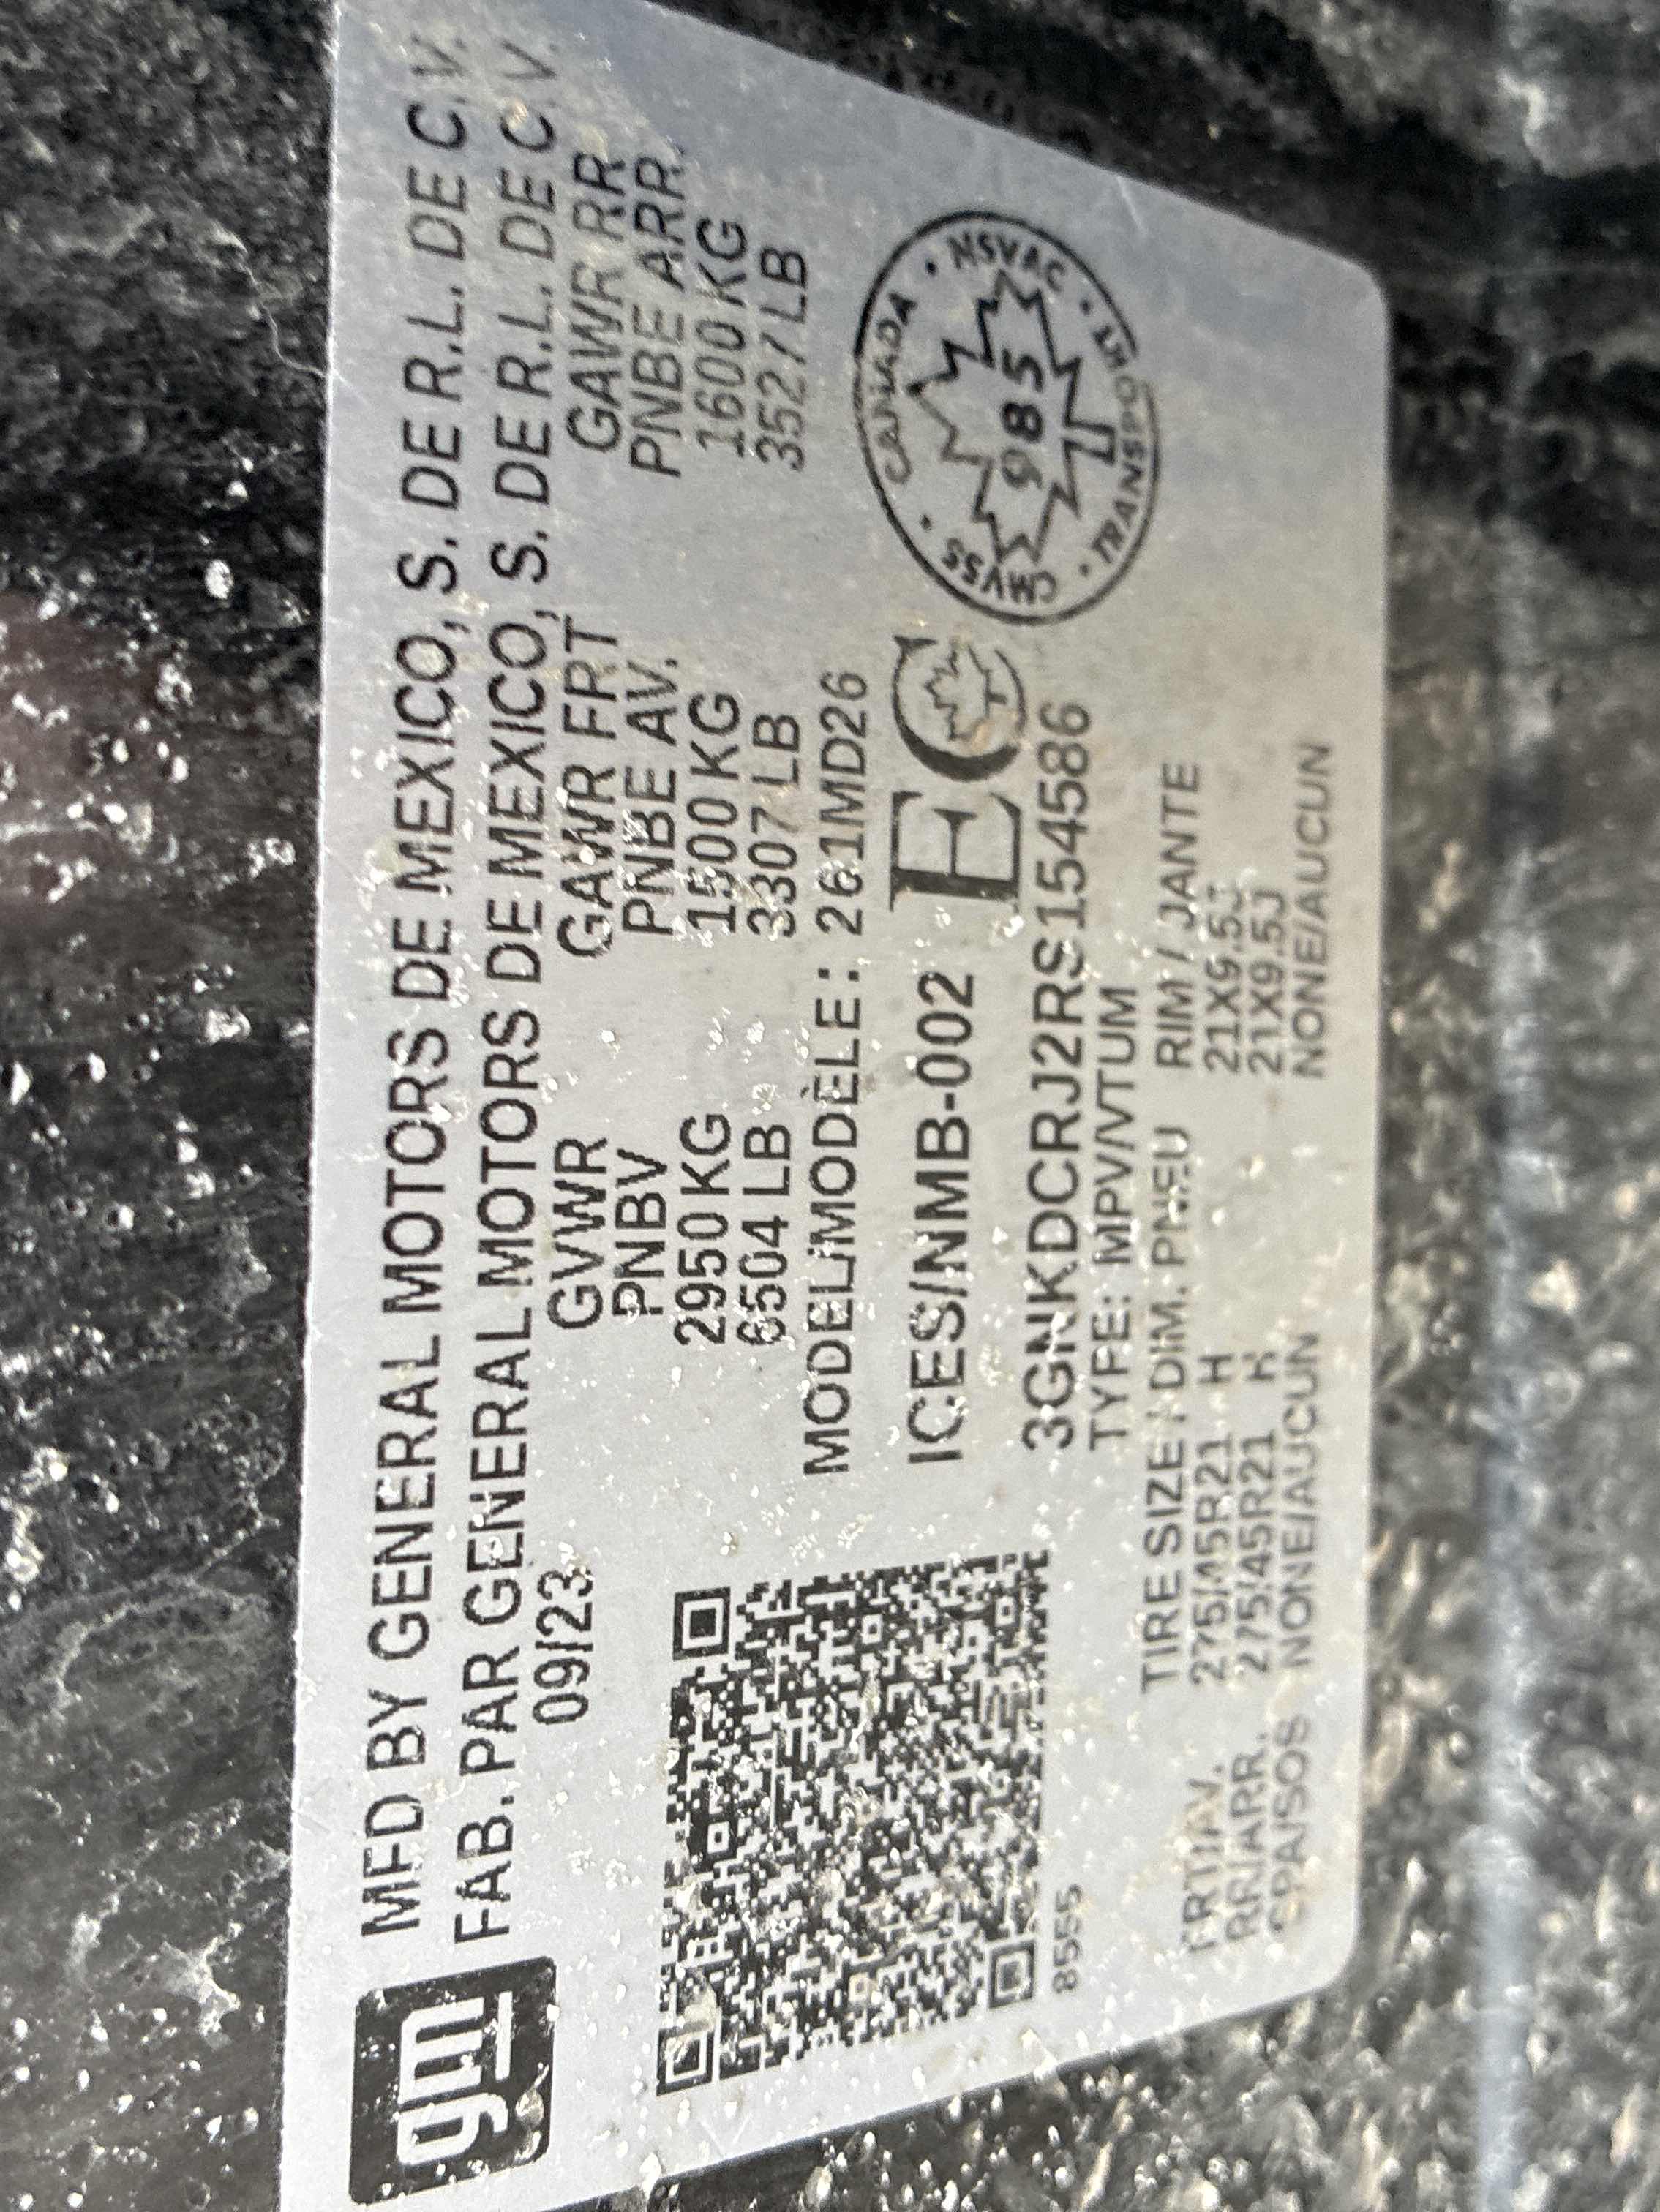 gm
MFD BY GENERAL MOTORS DE MEXICO, S. DE R.L. DE C.V.
FAB. PAR GENERAL MOTORS DE MEXICO, S. DE R.L. DE C.V.
09/23 GVWR GAWR FRT GAWR RR
PNBV PNBE AV. PNBE ARR.
2950 KG 1500 KG 1600 KG
6504 LB 3307 LB 3527 LB
MODEL/MODÈLE: 261MD26
ICES/NMB-002 EC
CANADA • NSVAC • TRANSPORT • CMVSS •
985
3GNKDCRJ2RS154586
8555 TYPE: MPV/VTUM
TIRE SIZE / DIM. PNEU RIM / JANTE
FRT/AV. 275/45R21 H 21X9.5J
RR/ARR. 275/45R21 H 21X9.5J
SPA/SOS NONE/AUCUN NONE/AUCUN